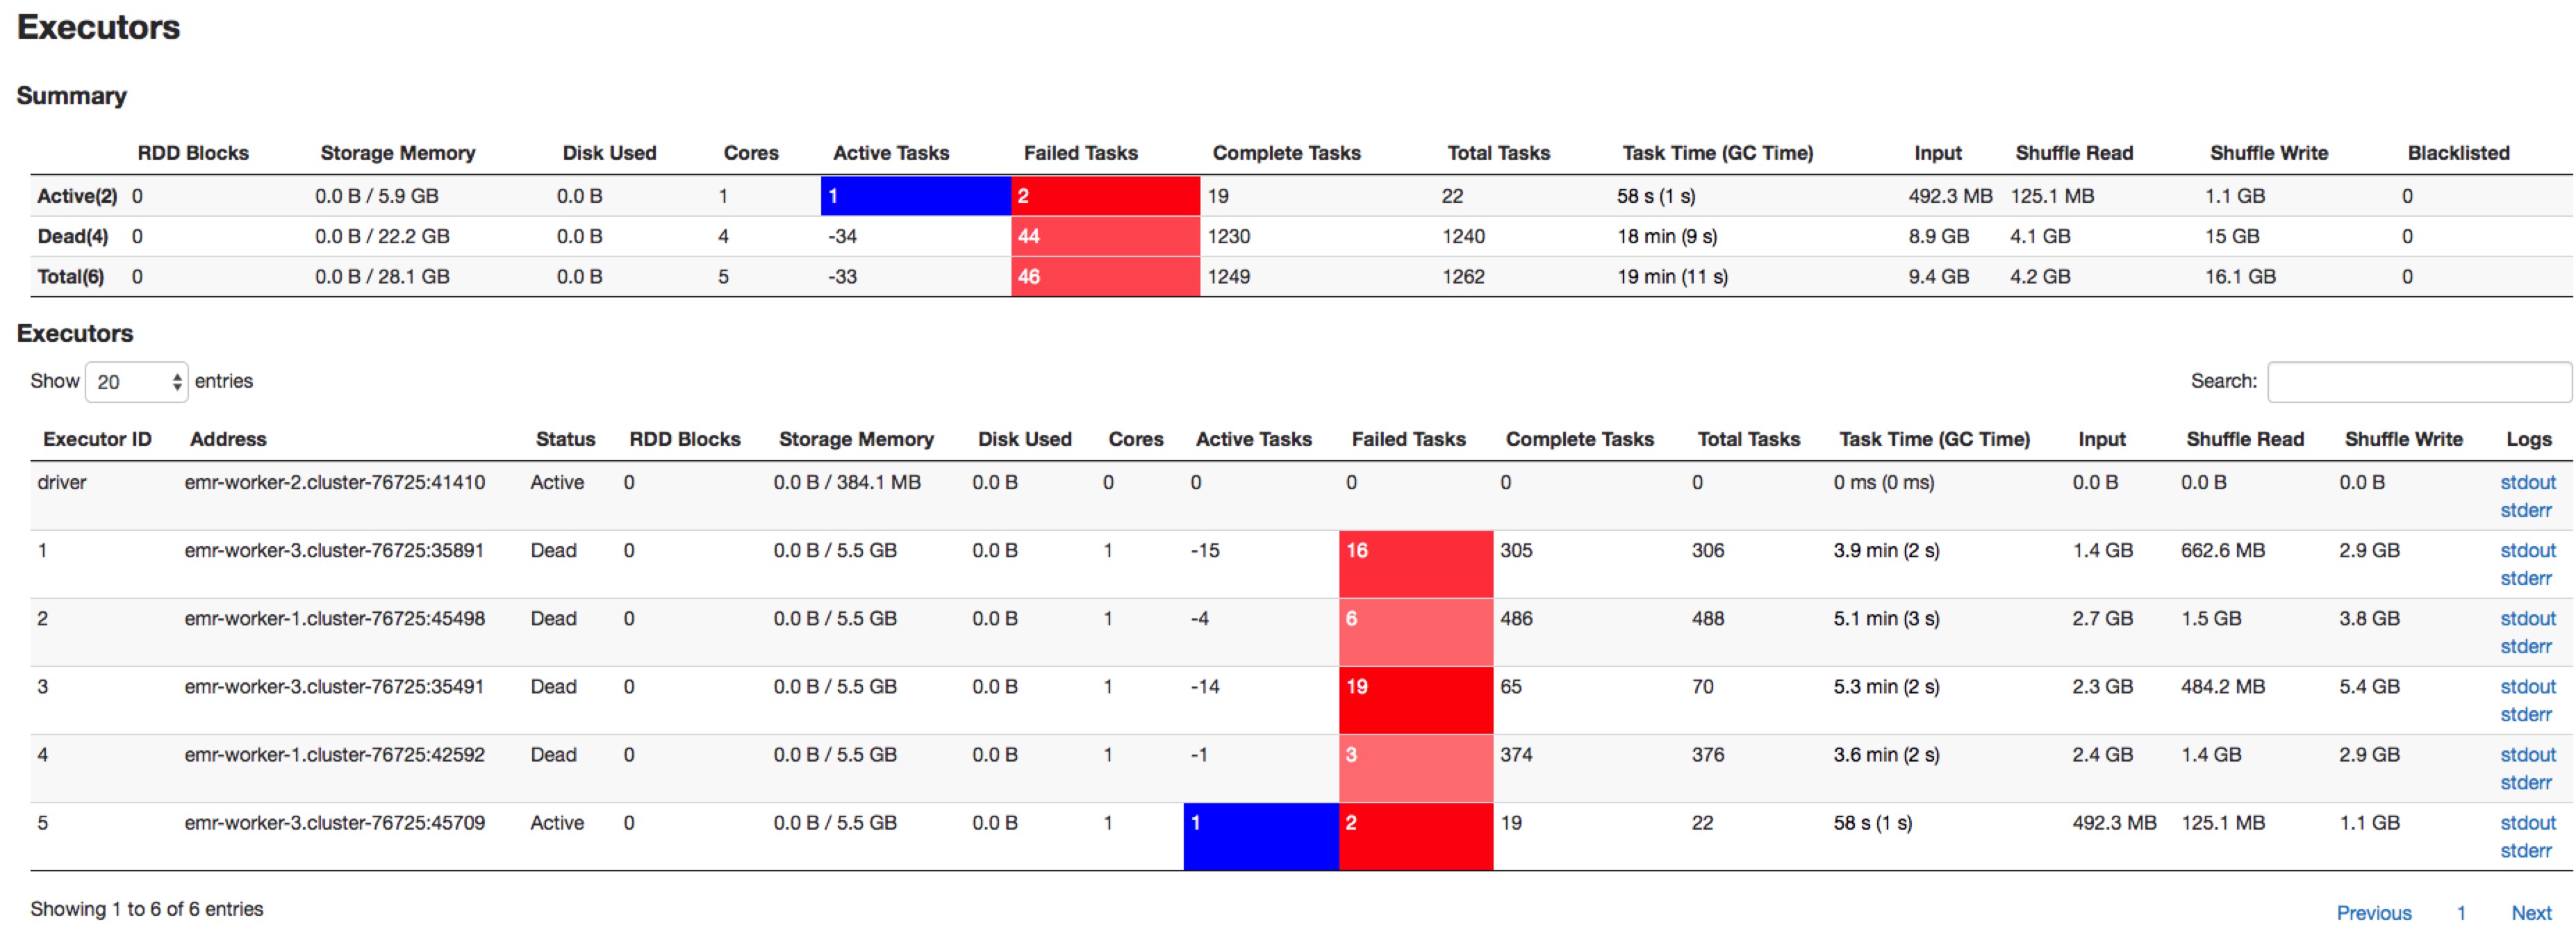 Executors
Summary
RDD Blocks Storage Memory Disk Used Cores Active Tasks Failed Tasks Complete Tasks Total Tasks Task Time (GC Time) Input Shuffle Read Shuffle Write Blacklisted
Active(2) 0 0.0 B / 5.9 GB 0.0 B 1 1 2 19 22 58 s (1 s) 492.3 MB 125.1 MB 1.1 GB 0
Dead(4) 0 0.0 B / 22.2 GB 0.0 B 4 -34 44 1230 1240 18 min (9 s) 8.9 GB 4.1 GB 15 GB 0
Total(6) 0 0.0 B / 28.1 GB 0.0 B 5 -33 46 1249 1262 19 min (11 s) 9.4 GB 4.2 GB 16.1 GB 0
Executors
Show 20 entries Search:
Executor ID Address Status RDD Blocks Storage Memory Disk Used Cores Active Tasks Failed Tasks Complete Tasks Total Tasks Task Time (GC Time) Input Shuffle Read Shuffle Write Logs
driver emr-worker-2.cluster-76725:41410 Active 0 0.0 B / 384.1 MB 0.0 B 0 0 0 0 0 0 ms (0 ms) 0.0 B 0.0 B 0.0 B stdout
stderr
1 emr-worker-3.cluster-76725:35891 Dead 0 0.0 B / 5.5 GB 0.0 B 1 -15 16 305 306 3.9 min (2 s) 1.4 GB 662.6 MB 2.9 GB stdout
stderr
2 emr-worker-1.cluster-76725:45498 Dead 0 0.0 B / 5.5 GB 0.0 B 1 -4 6 486 488 5.1 min (3 s) 2.7 GB 1.5 GB 3.8 GB stdout
stderr
3 emr-worker-3.cluster-76725:35491 Dead 0 0.0 B / 5.5 GB 0.0 B 1 -14 19 65 70 5.3 min (2 s) 2.3 GB 484.2 MB 5.4 GB stdout
stderr
4 emr-worker-1.cluster-76725:42592 Dead 0 0.0 B / 5.5 GB 0.0 B 1 -1 3 374 376 3.6 min (2 s) 2.4 GB 1.4 GB 2.9 GB stdout
stderr
5 emr-worker-3.cluster-76725:45709 Active 0 0.0 B / 5.5 GB 0.0 B 1 1 2 19 22 58 s (1 s) 492.3 MB 125.1 MB 1.1 GB stdout
stderr
Showing 1 to 6 of 6 entries Previous 1 Next